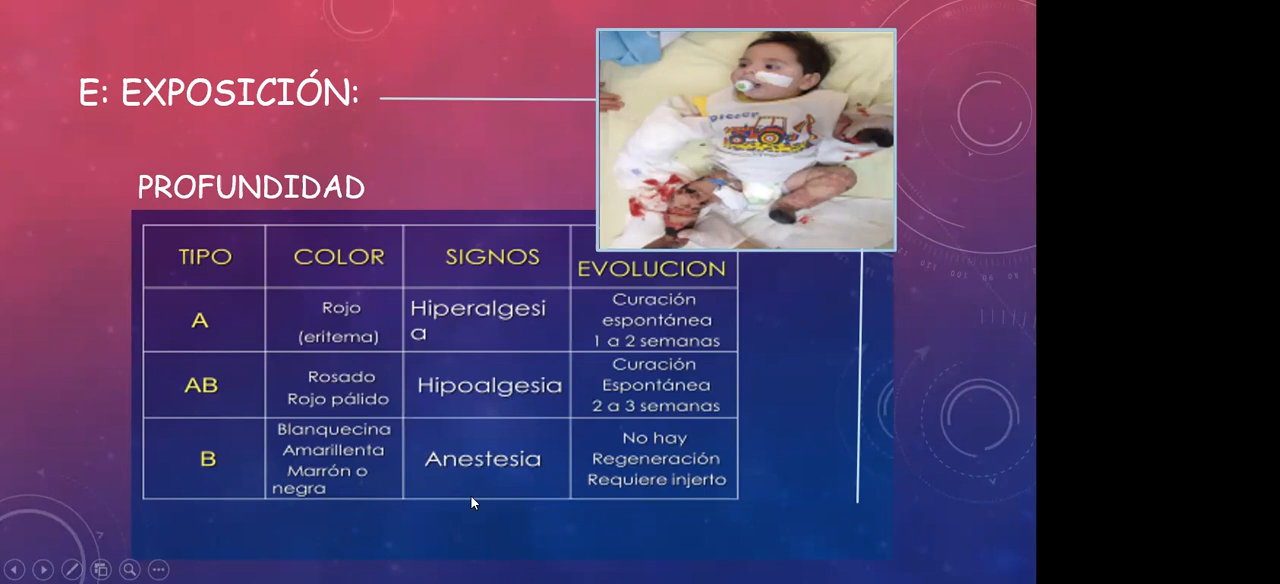 E: EXPOSICIÓN:
PROFUNDIDAD
TIPO
COLOR
SIGNOS
EVOLUCION
A
Rojo
(eritema)
Hiperalgesi
a
Curación
espontánea
1 a 2 semanas
AB
Rosado
Rojo pálido
Hipoalgesia
Curación
Espontánea
2 a 3 semanas
B
Blanquecina
Amarillenta
Marrón o
negra
Anestesia
No hay
Regeneración
Requiere injerto